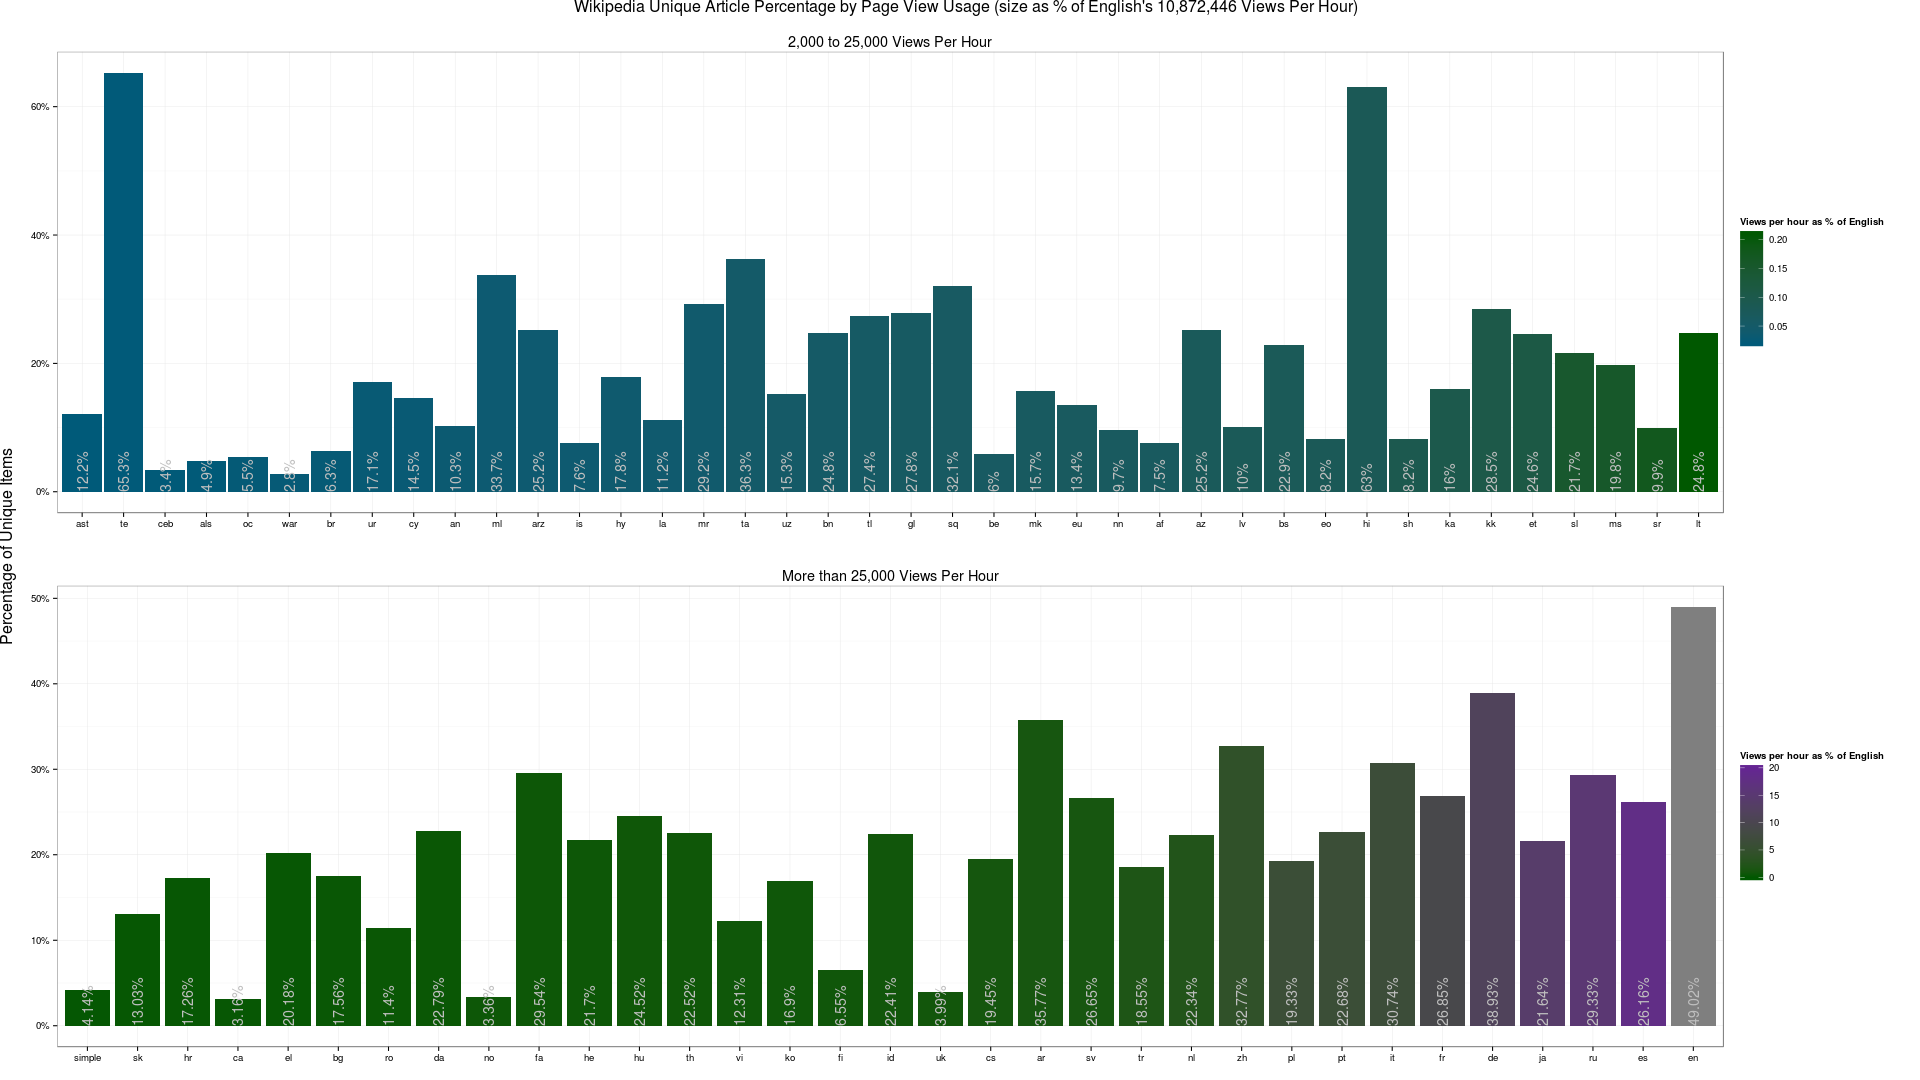 Wikipedia Unique Article Percentage by Page View Usage (size as % of English's 10,872,446 Views Per Hour)
Percentage of Unique Items
2,000 to 25,000 Views Per Hour
60%
40%
20%
0%
12.2% 65.3% 3.4% 4.9% 5.5% 2.8% 6.3% 17.1% 14.5% 10.3% 33.7% 25.2% 7.6% 17.8% 11.2% 29.2% 36.3% 15.3% 24.8% 27.4% 27.8% 32.1% 6% 15.7% 13.4% 9.7% 7.5% 25.2% 10% 22.9% 8.2% 63% 8.2% 16% 28.5% 24.6% 21.7% 19.8% 9.9% 24.8%
ast te ceb als oc war br ur cy an ml arz is hy la mr ta uz bn tl gl sq be mk eu nn af az lv bs eo hi sh ka kk et sl ms sr lt
Views per hour as % of English
0.20
0.15
0.10
0.05
More than 25,000 Views Per Hour
50%
40%
30%
20%
10%
0%
4.14% 13.03% 17.26% 3.16% 20.18% 17.56% 11.4% 22.79% 3.36% 29.54% 21.7% 24.52% 22.52% 12.31% 16.9% 6.55% 22.41% 3.99% 19.45% 35.77% 26.65% 18.55% 22.34% 32.77% 19.33% 22.68% 30.74% 26.85% 38.93% 21.64% 29.33% 26.16% 49.02%
simple sk hr ca el bg ro da no fa he hu th vi ko fi id uk cs ar sv tr nl zh pl pt it fr de ja ru es en
Views per hour as % of English
20
15
10
5
0